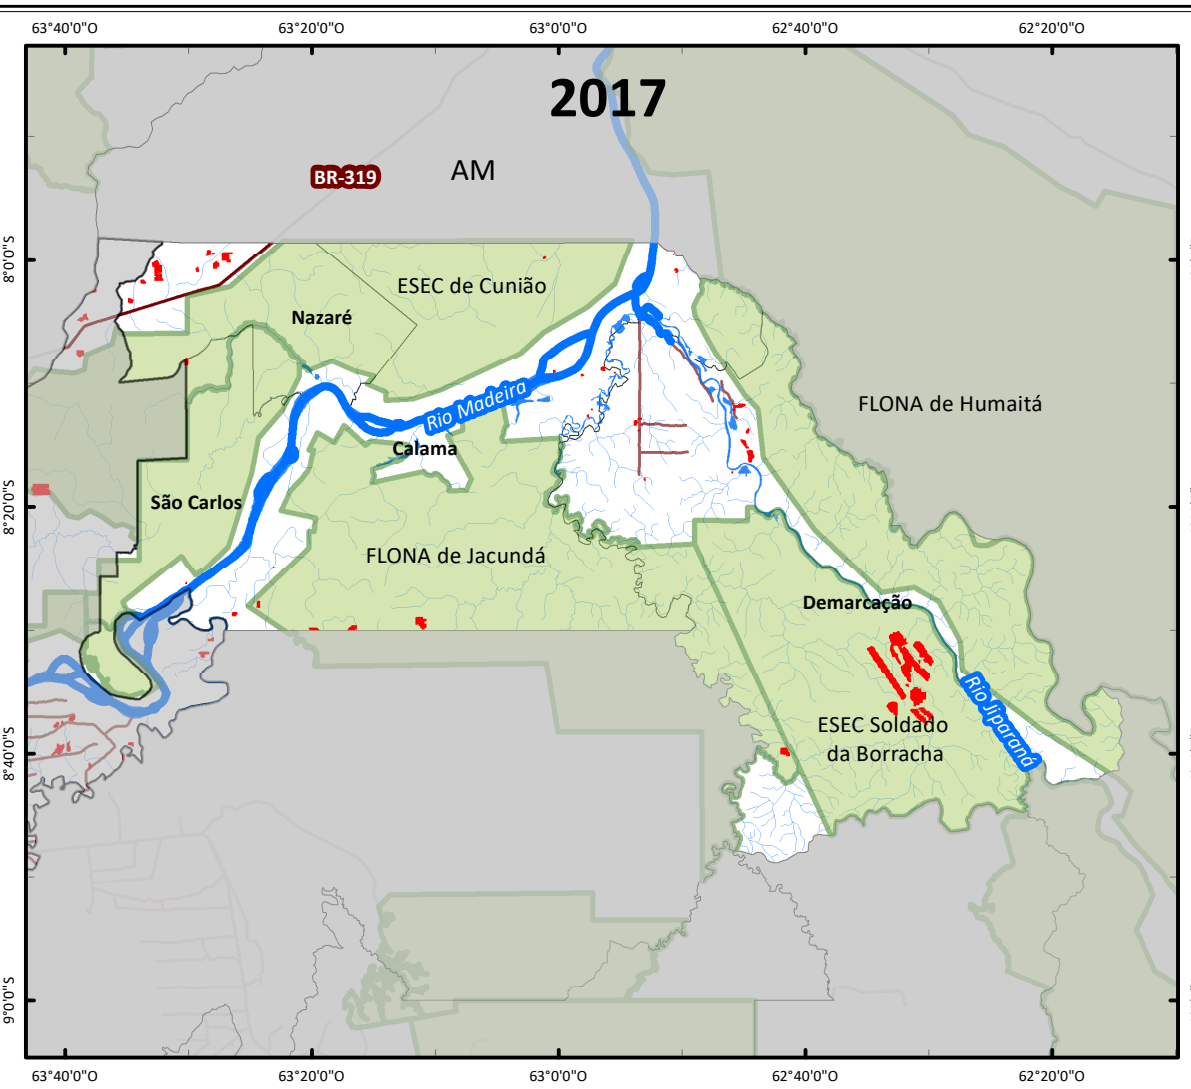 63°40'0"O 63°20'0"O 63°0'0"O 62°40'0"O 62°20'0"O
2017
AM
BR-319
8°0'0"S
ESEC de Cunião
Nazaré
Rio Madeira
FLONA de Humaitá
Calama
São Carlos
8°20'0"S
FLONA de Jacundá
Demarcação
Rio Jiparaná
ESEC Soldado
da Borracha
8°40'0"S
9°0'0"S
63°40'0"O 63°20'0"O 63°0'0"O 62°40'0"O 62°20'0"O